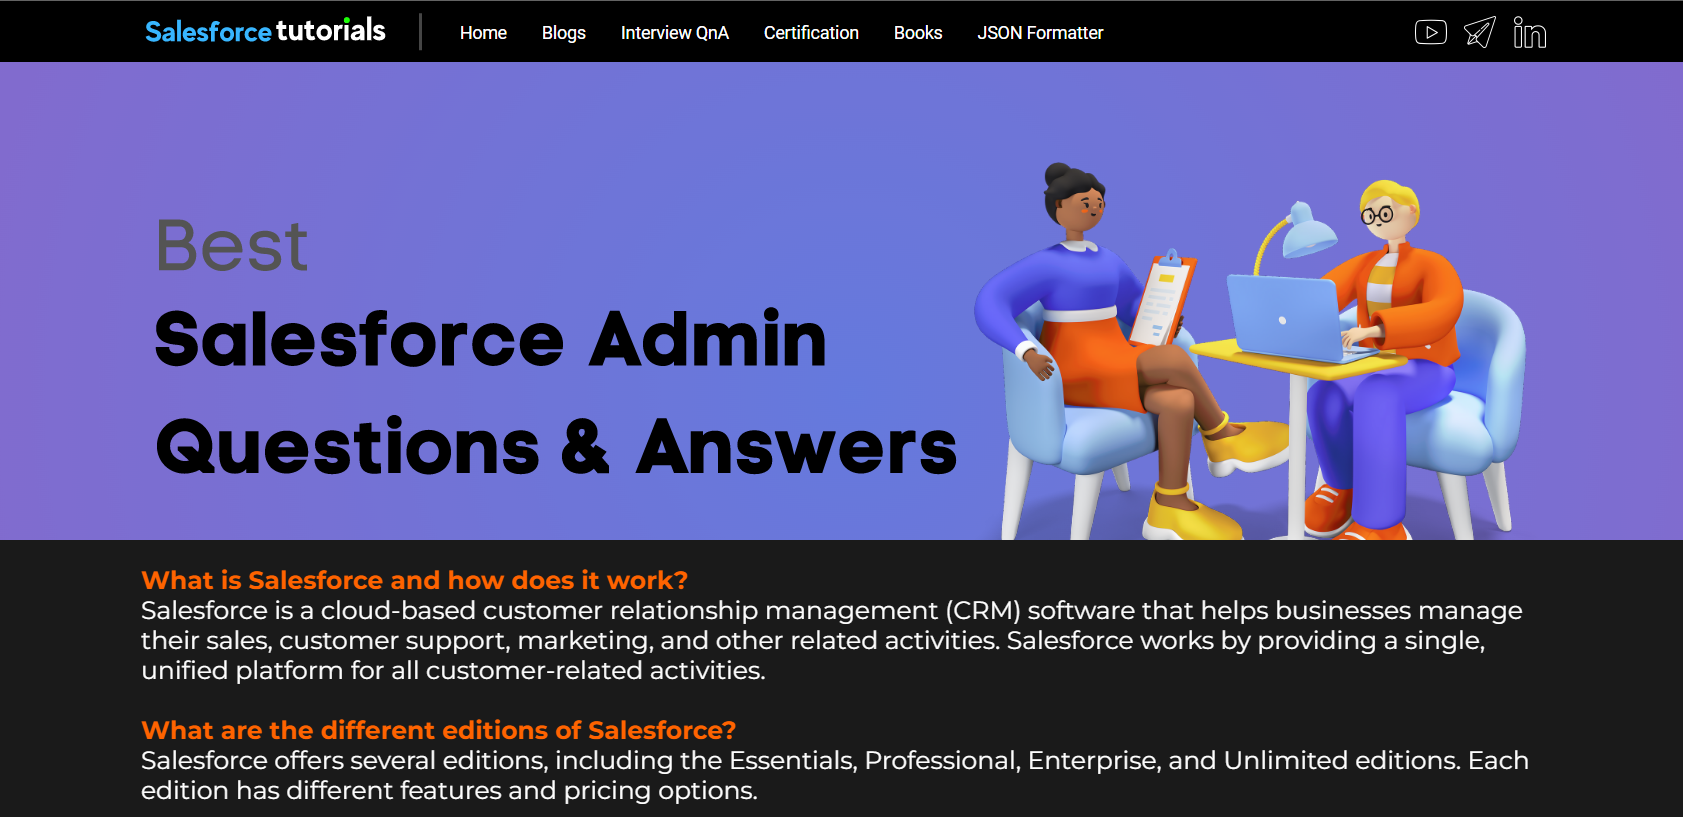 Salesforce tutorials
Home Blogs Interview QnA Certification Books JSON Formatter
Best
Salesforce Admin
Questions & Answers
What is Salesforce and how does it work?
Salesforce is a cloud-based customer relationship management (CRM) software that helps businesses manage
their sales, customer support, marketing, and other related activities. Salesforce works by providing a single,
unified platform for all customer-related activities.
What are the different editions of Salesforce?
Salesforce offers several editions, including the Essentials, Professional, Enterprise, and Unlimited editions. Each
edition has different features and pricing options.